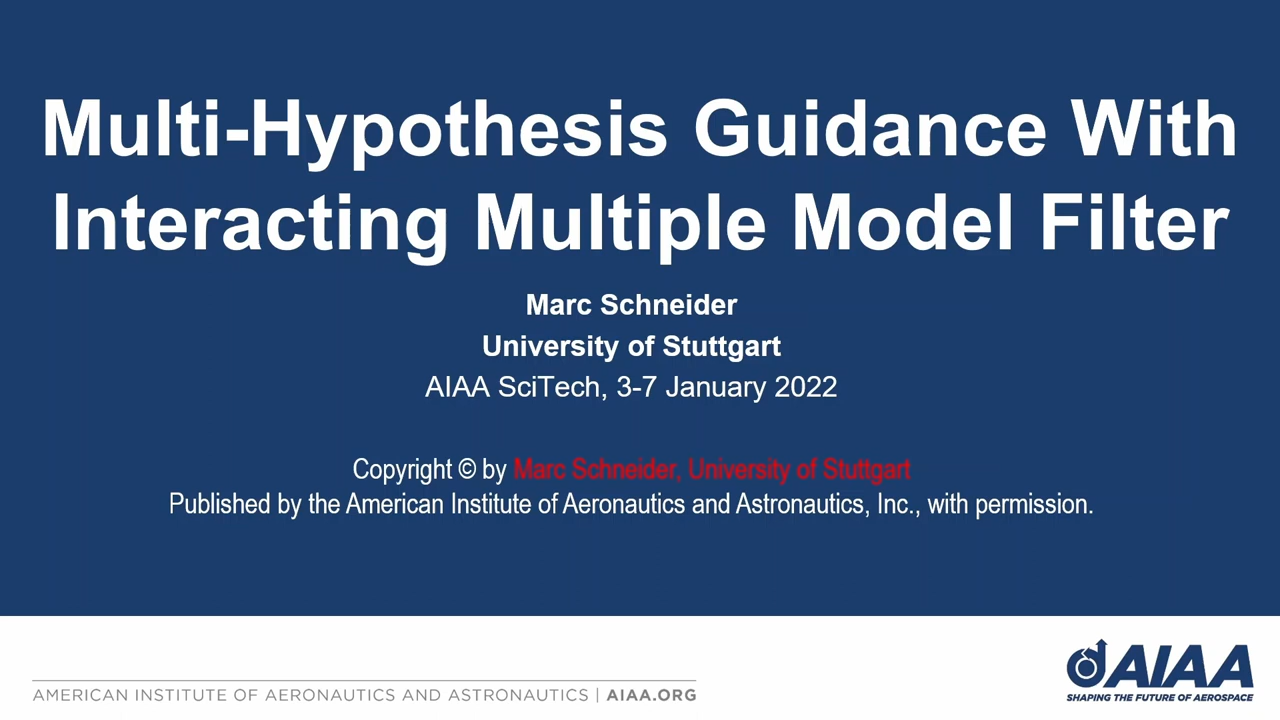 Multi-Hypothesis Guidance With
Interacting Multiple Model Filter
Marc Schneider
University of Stuttgart
AIAA SciTech, 3-7 January 2022
Copyright © by Marc Schneider, University of Stuttgart
Published by the American Institute of Aeronautics and Astronautics, Inc., with permission.
AMERICAN INSTITUTE OF AERONAUTICS AND ASTRONAUTICS | AIAA.ORG
AIAA
SHAPING THE FUTURE OF AEROSPACE